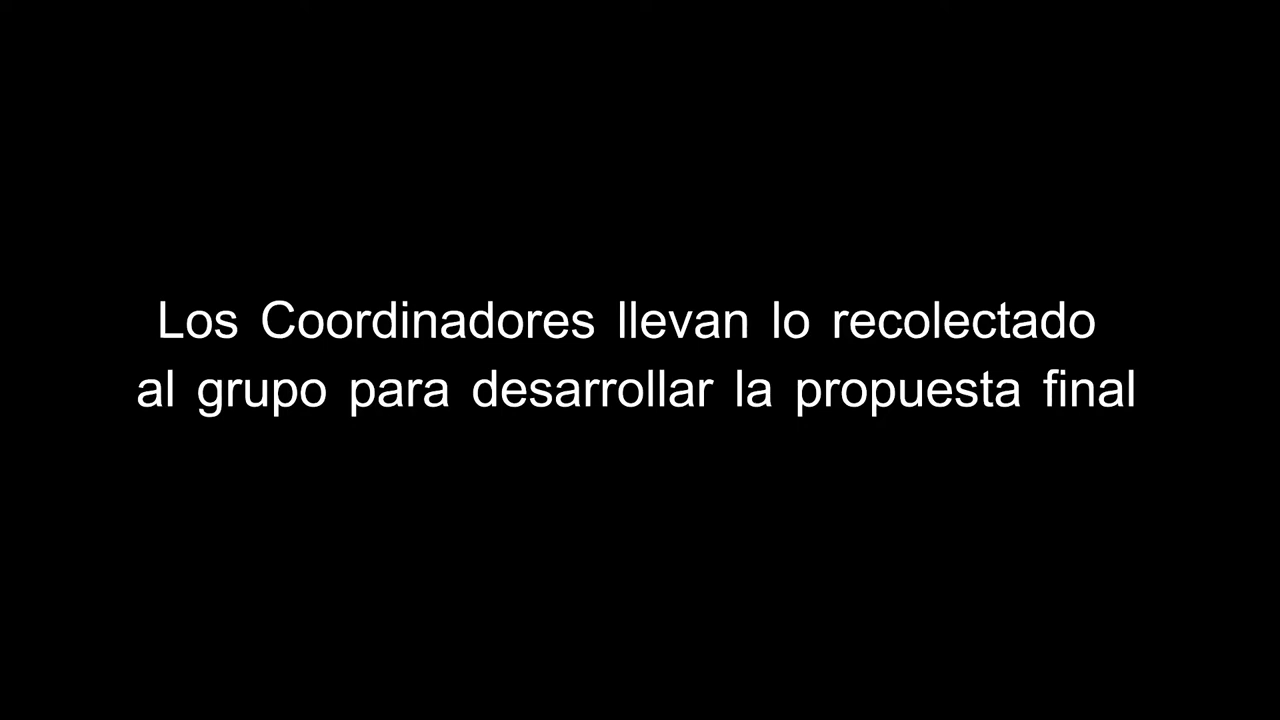 Los Coordinadores llevan lo recolectado
al grupo para desarrollar la propuesta final